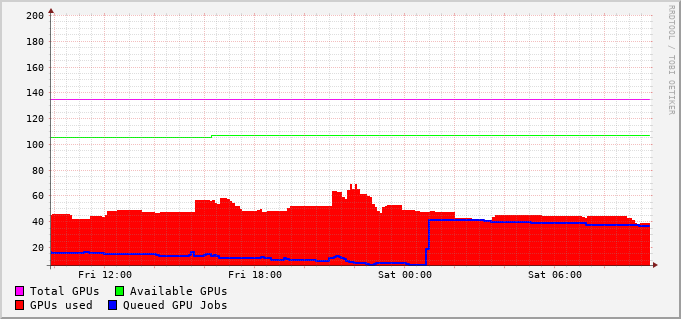 200
180
160
140
120
100
80
60
40
20
Fri 12:00 Fri 18:00 Sat 00:00 Sat 06:00
Total GPUs Available GPUs
GPUs used Queued GPU Jobs
RRDTOOL / TOBI OETIKER